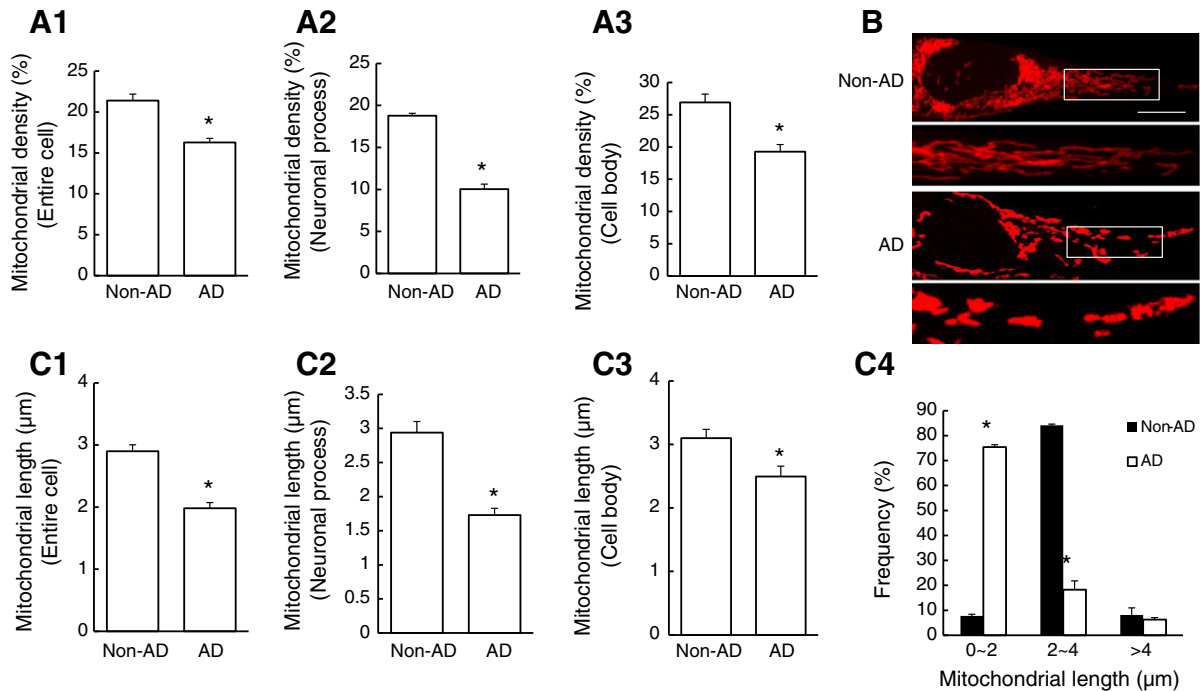 A1
Mitochondrial density (%)
(Entire cell)
25
20
15
10
5
0
*
Non-AD
AD
A2
Mitochondrial density (%)
(Neuronal process)
25%
20%
15%
10%
5%
0%
*
Non-AD
AD
A3
Mitochondrial density (%)
(Cell body)
30
25
20
15
10
5
0
*
Non-AD
AD
B
Non-AD
AD
C1
Mitochondrial length (µm)
(Entire cell)
4
3
2
1
0
*
Non-AD
AD
C2
Mitochondrial length (µm)
(Neuronal process)
3.5
3
2.5
2
1.5
1
0.5
0
*
Non-AD
AD
C3
Mitochondrial length (µm)
(Cell body)
4
3
2
1
0
*
Non-AD
AD
C4
Frequency (%)
90
80
70
60
50
40
30
20
10
0
*
*
Non-AD
AD
0~2
2~4
>4
Mitochondrial length (µm)